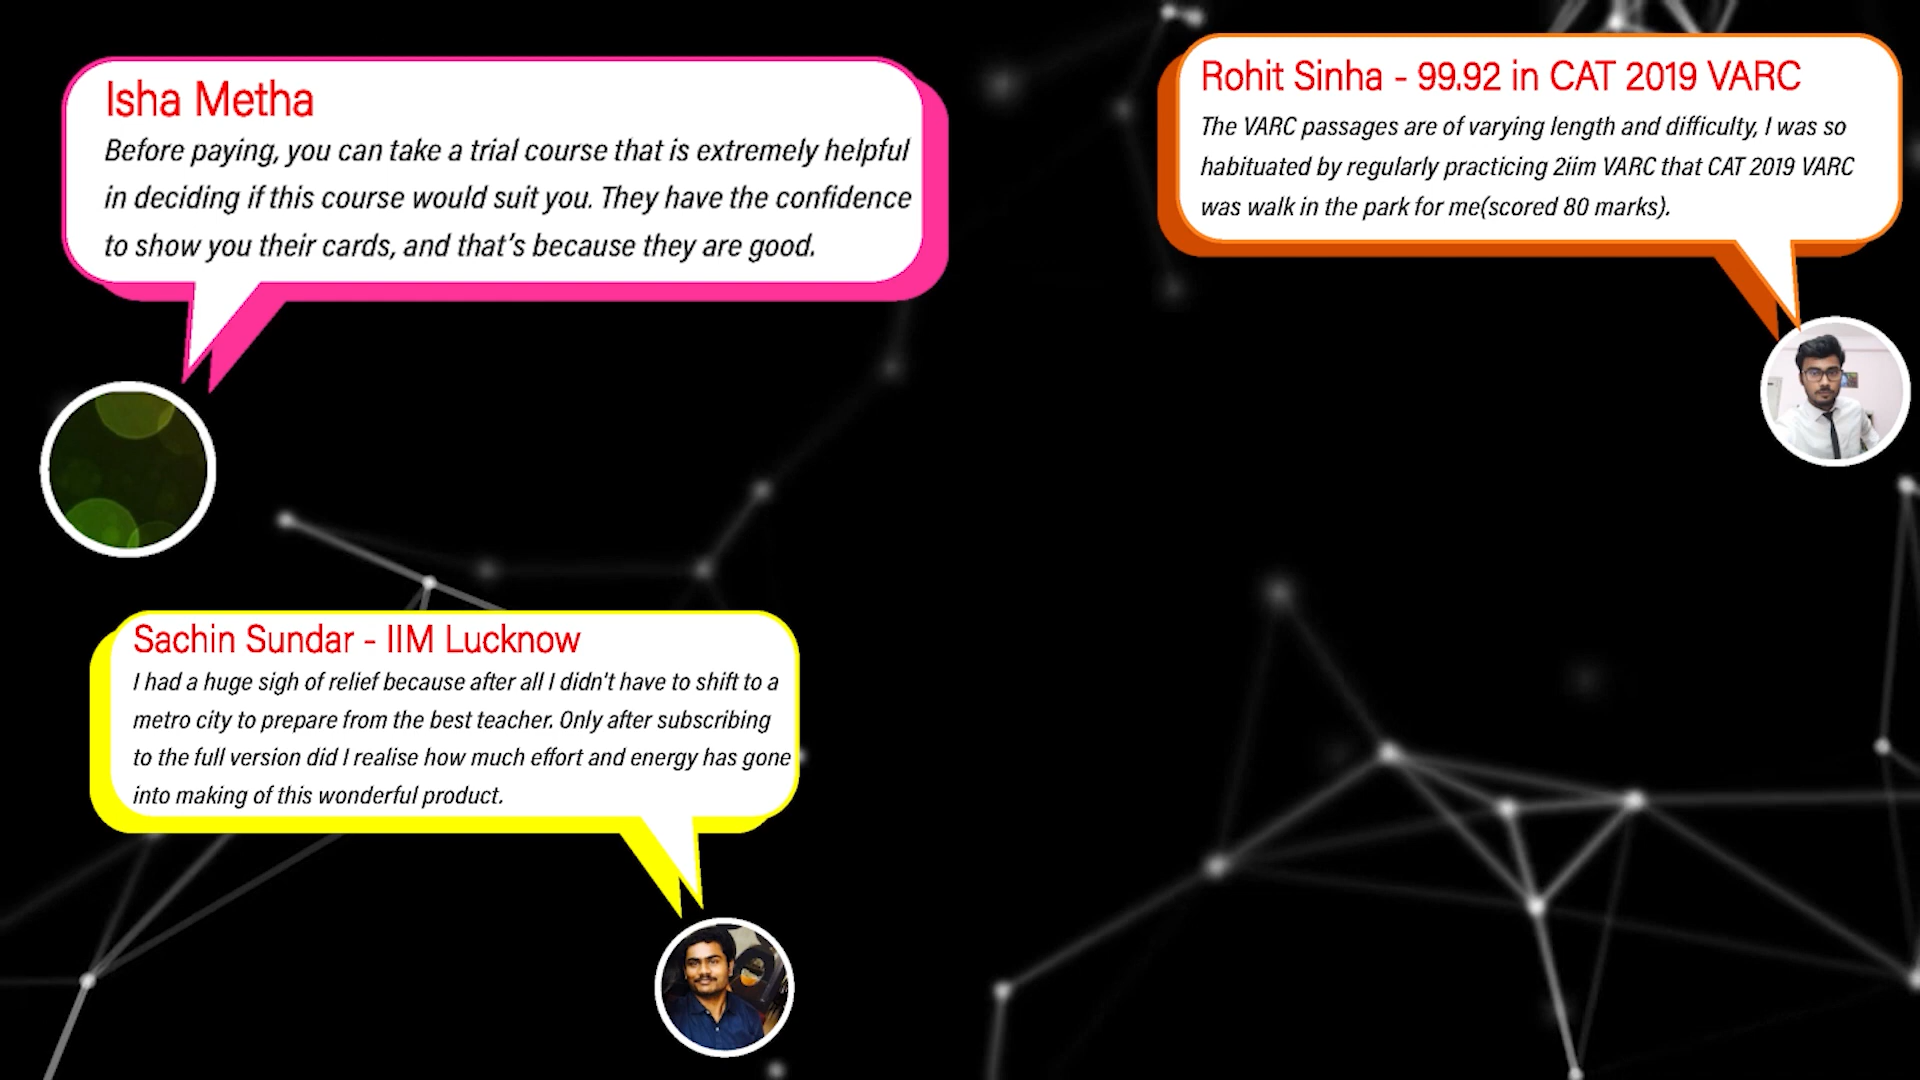 Isha Metha
Before paying, you can take a trial course that is extremely helpful
in deciding if this course would suit you. They have the confidence
to show you their cards, and that's because they are good.
Rohit Sinha - 99.92 in CAT 2019 VARC
The VARC passages are of varying length and difficulty, I was so
habituated by regularly practicing 2iim VARC that CAT 2019 VARC
was walk in the park for me(scored 80 marks).
Sachin Sundar - IIM Lucknow
I had a huge sigh of relief because after all I didn't have to shift to a
metro city to prepare from the best teacher. Only after subscribing
to the full version did I realise how much effort and energy has gone
into making of this wonderful product.